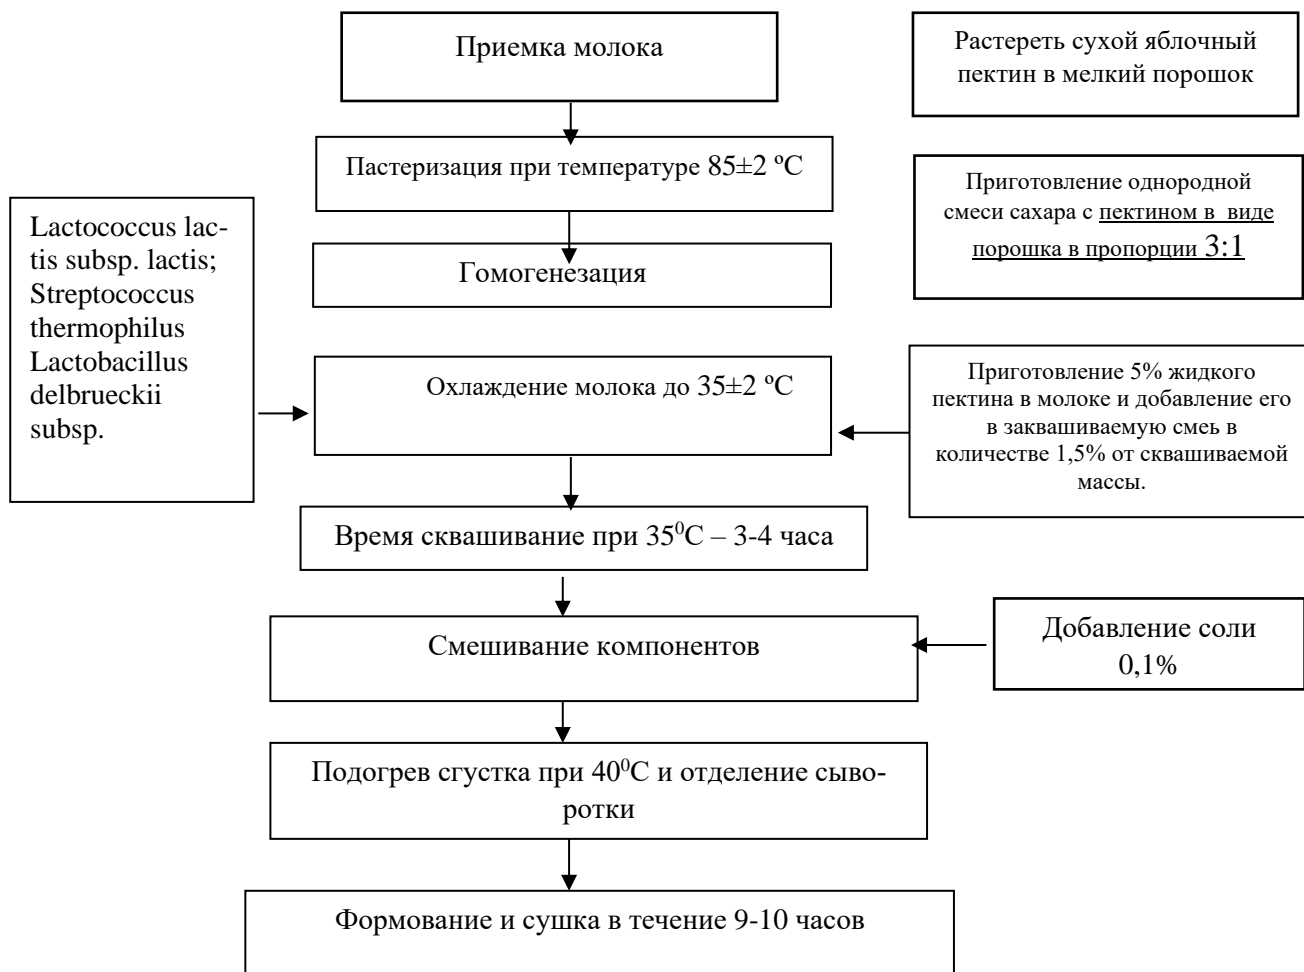 Приемка молока
Растереть сухой яблочный
пектин в мелкий порошок
Пастеризация при температуре 85±2 ºС
Приготовление однородной
смеси сахара с пектином в виде
порошка в пропорции 3:1
Lactococcus lac-
tis subsp. lactis;
Streptococcus
thermophilus
Lactobacillus
delbrueckii
subsp.
Гомогенезация
Охлаждение молока до 35±2 ºС
Приготовление 5% жидкого
пектина в молоке и добавление его
в заквашиваемую смесь в
количестве 1,5% от сквашиваемой
массы.
Время сквашивание при 35⁰С – 3-4 часа
Смешивание компонентов
Добавление соли
0,1%
Подогрев сгустка при 40⁰С и отделение сыво-
ротки
Формование и сушка в течение 9-10 часов